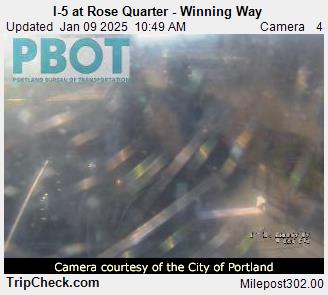 I-5 at Rose Quarter - Winning Way
Updated Jan 09 2025 10:49 AM Camera 4
PBOT
PORTLAND BUREAU OF TRANSPORTATION
Camera courtesy of the City of Portland
TripCheck.com Milepost302.00